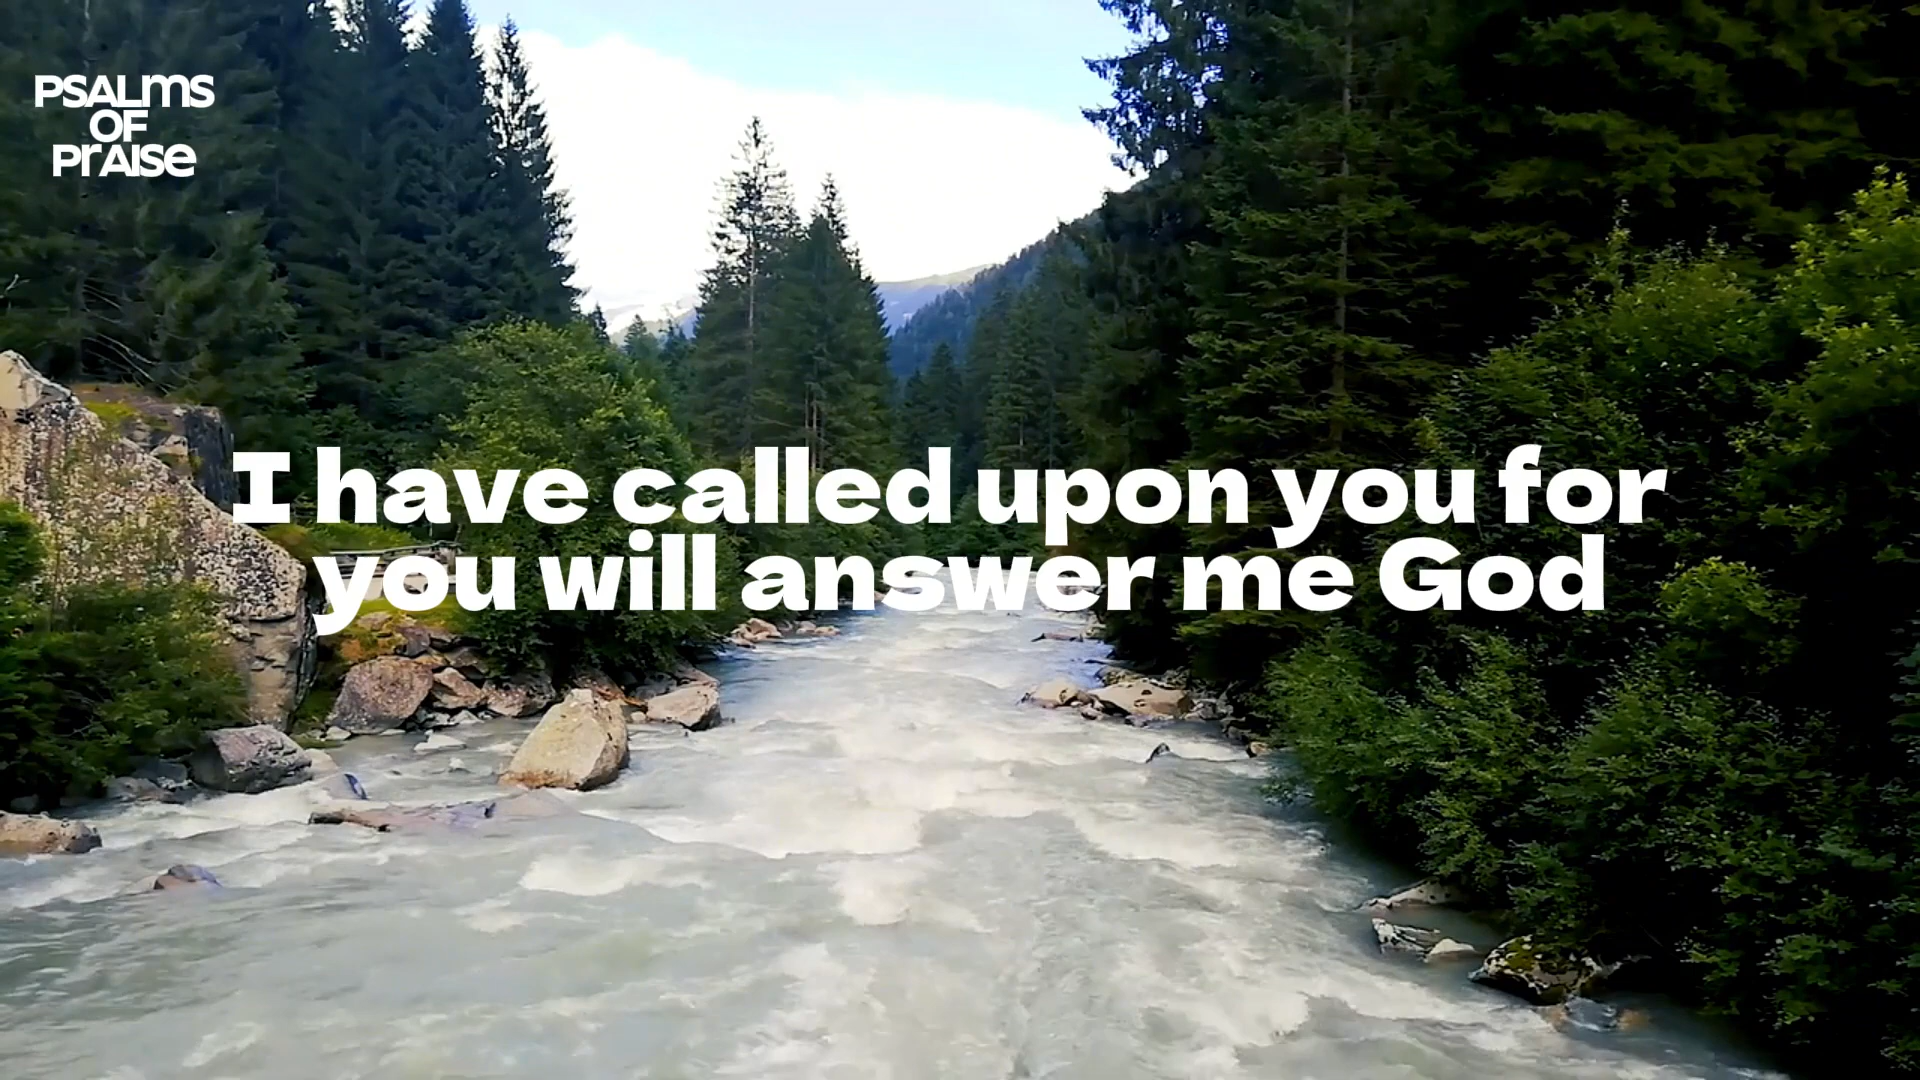 PSALMS
OF
PRAISE
I have called upon you for
you will answer me God